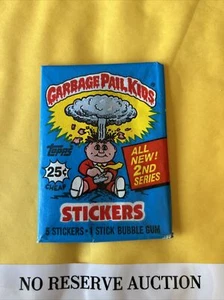 GARBAGE PAIL KIDS
Topps
25¢
CHEAP
ALL
NEW!
2ND
SERIES
STICKERS
5 STICKERS • 1 STICK BUBBLE GUM
NO RESERVE AUCTION